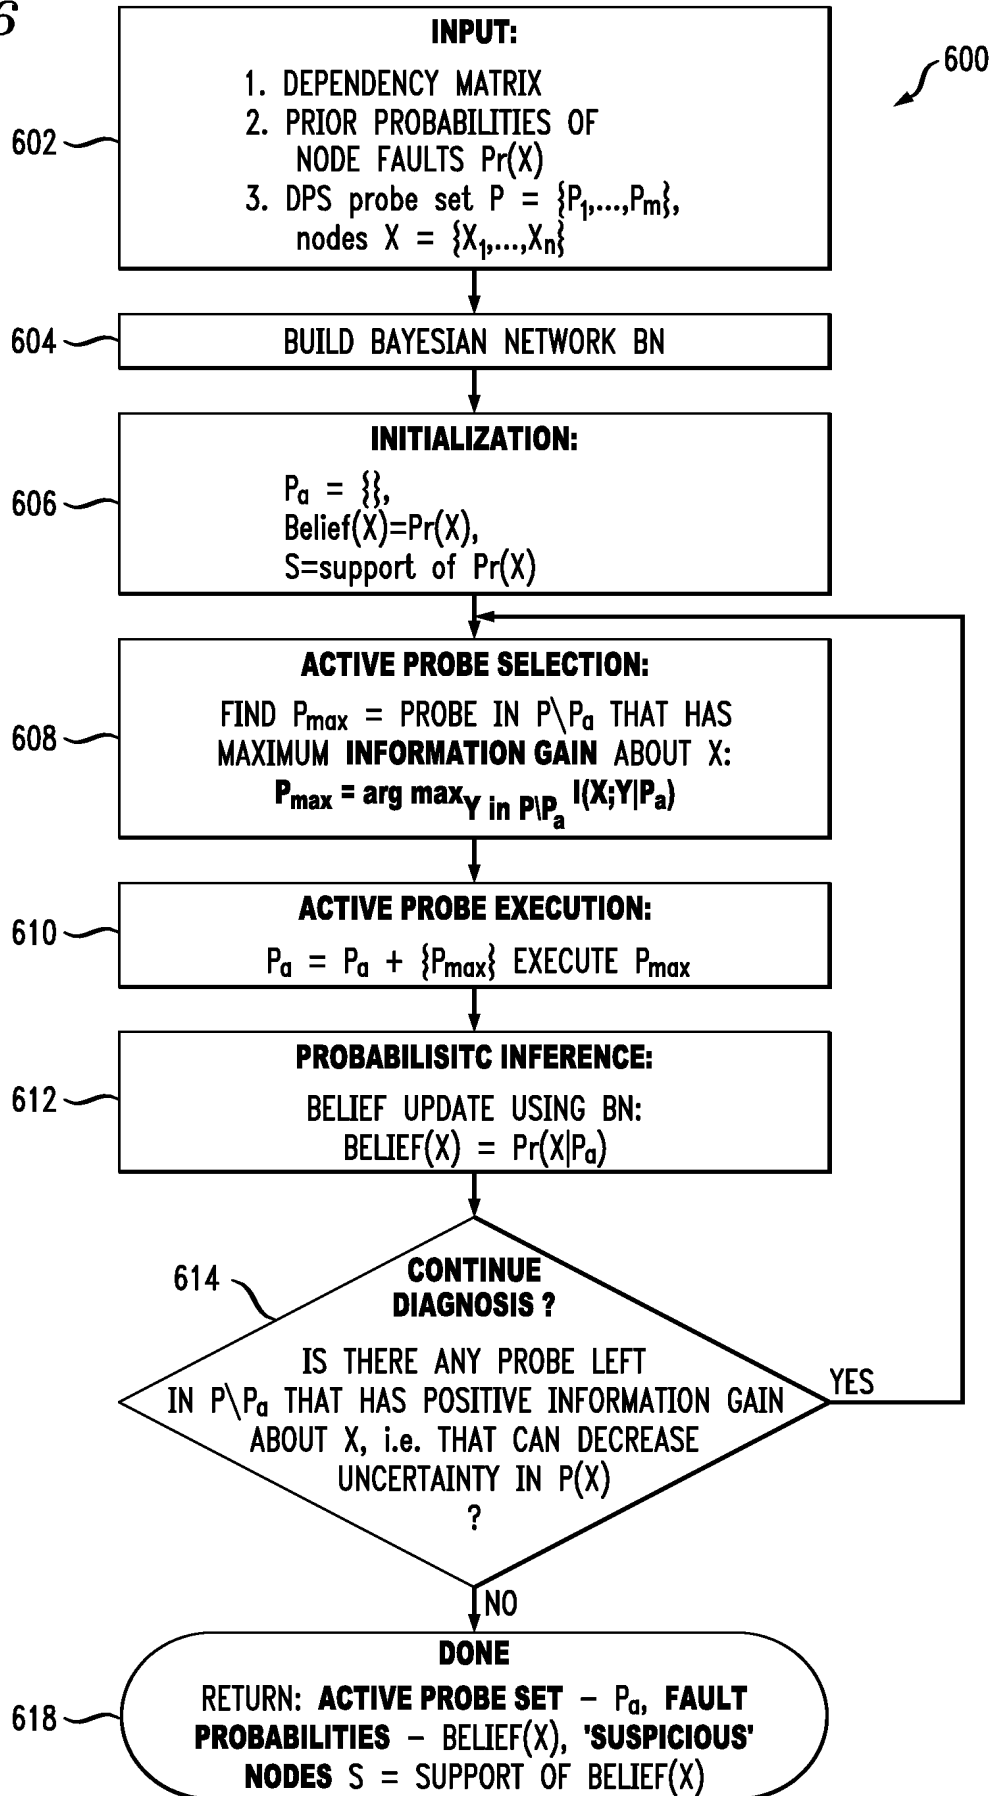 6
600
602
INPUT:
1. DEPENDENCY MATRIX
2. PRIOR PROBABILITIES OF
NODE FAULTS Pr(X)
3. DPS probe set P = {P1,...,Pm},
nodes X = {X1,...,Xn}
604
BUILD BAYESIAN NETWORK BN
606
INITIALIZATION:
Pa = {},
Belief(X)=Pr(X),
S=support of Pr(X)
608
ACTIVE PROBE SELECTION:
FIND Pmax = PROBE IN P\Pa THAT HAS
MAXIMUM INFORMATION GAIN ABOUT X:
Pmax = arg maxY in P\Pa I(X;Y|Pa)
610
ACTIVE PROBE EXECUTION:
Pa = Pa + {Pmax} EXECUTE Pmax
612
PROBABILISITC INFERENCE:
BELIEF UPDATE USING BN:
BELIEF(X) = Pr(X|Pa)
614
CONTINUE
DIAGNOSIS ?
IS THERE ANY PROBE LEFT
IN P\Pa THAT HAS POSITIVE INFORMATION GAIN
ABOUT X, i.e. THAT CAN DECREASE
UNCERTAINTY IN P(X)
?
YES
NO
618
DONE
RETURN: ACTIVE PROBE SET – Pa, FAULT
PROBABILITIES – BELIEF(X), 'SUSPICIOUS'
NODES S = SUPPORT OF BELIEF(X)